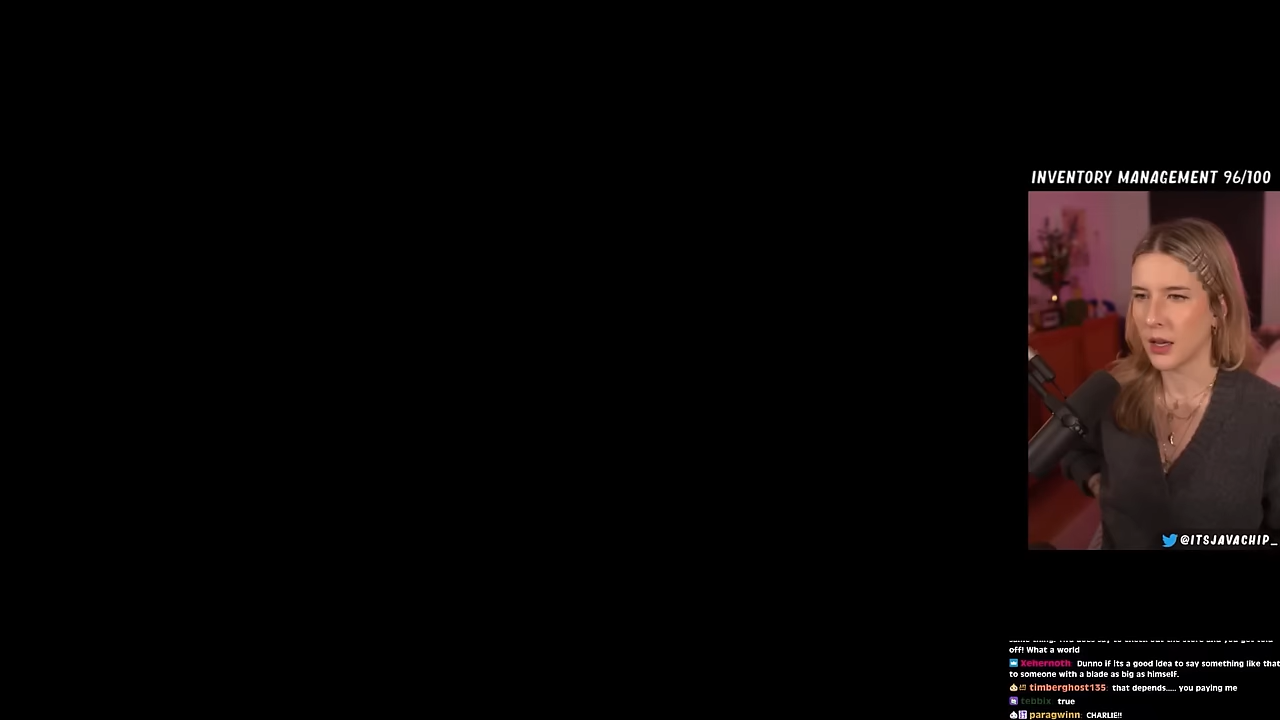 INVENTORY MANAGEMENT 96/100
@ITSJAVACHIP_
off! What a world
Xehernoth Dunno if its a good idea to say something like that
to someone with a blade as big as himself.
timberghost135: that depends..... you paying me
tebbix true
paragwinn: CHARLIE!!